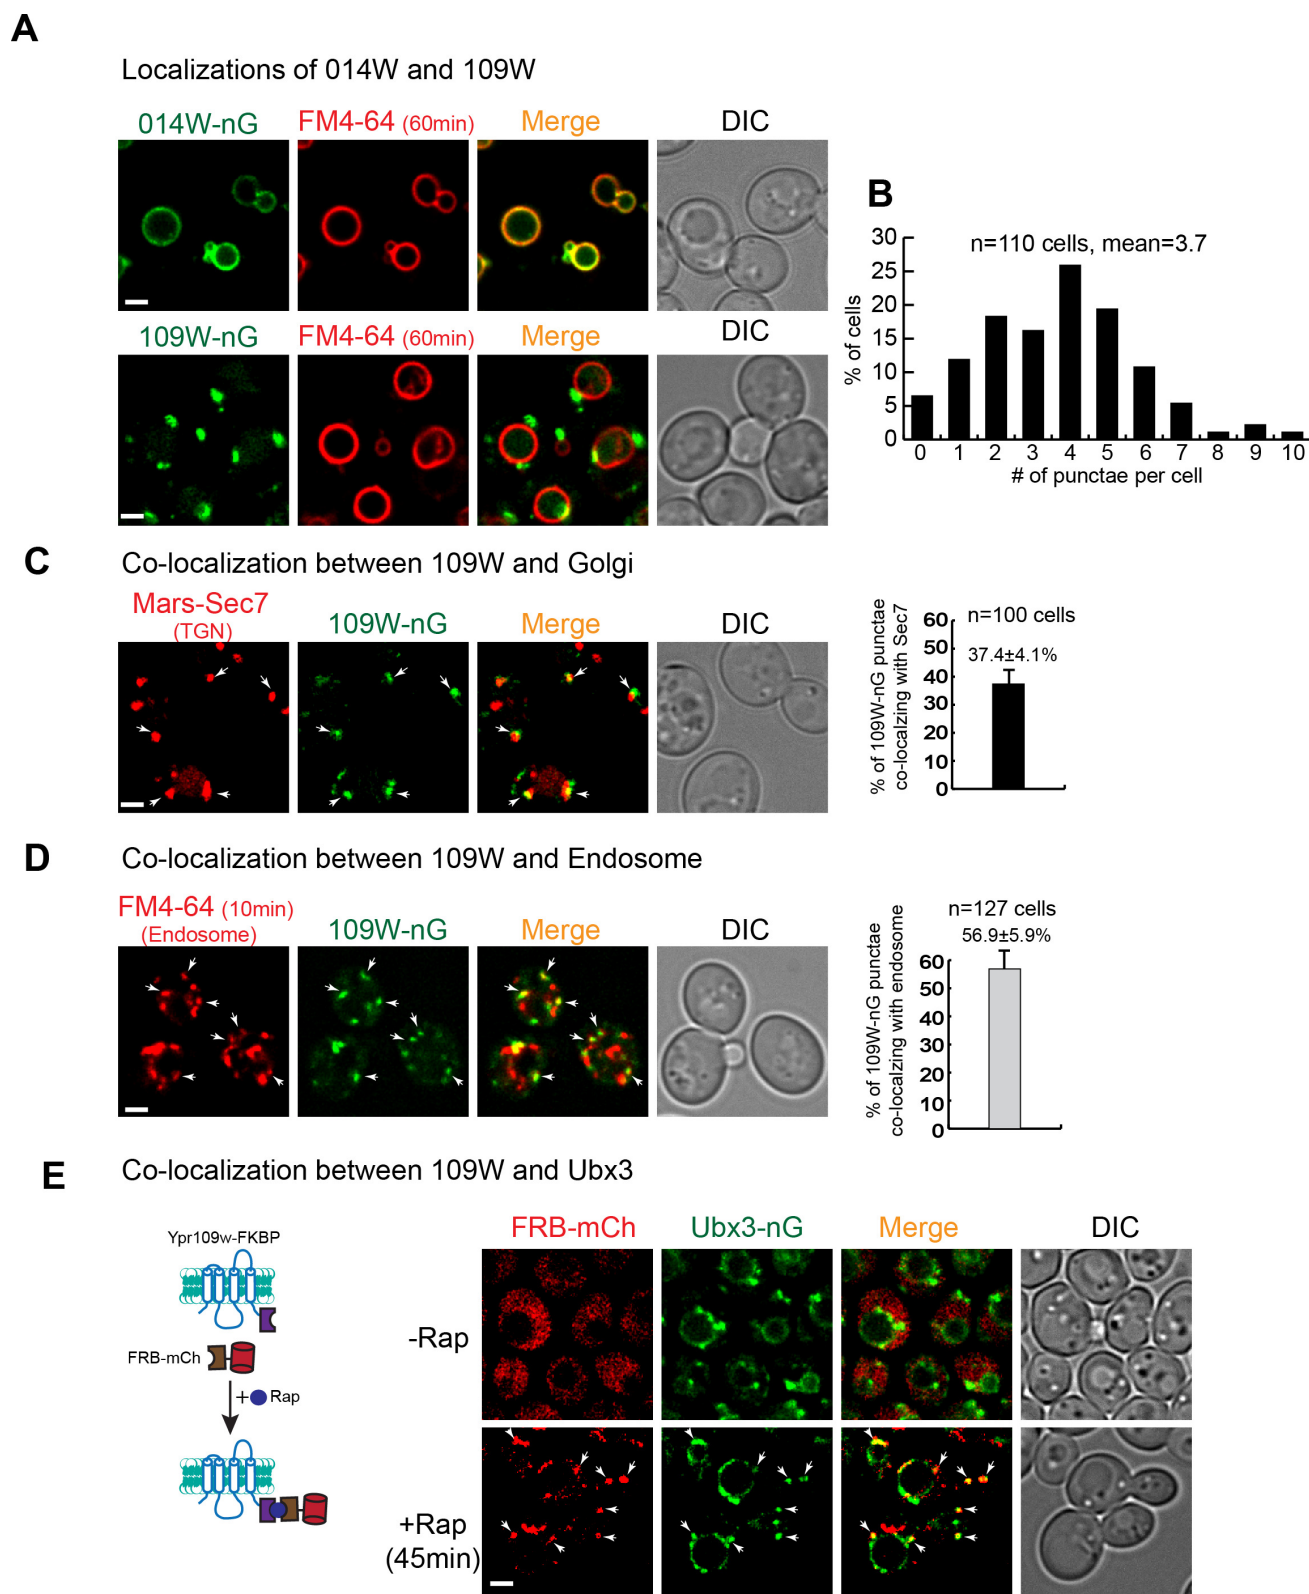 A
Localizations of 014W and 109W
014W-nG
FM4-64 (60min)
Merge
DIC
109W-nG
FM4-64 (60min)
Merge
DIC
B
n=110 cells, mean=3.7
% of cells
30
25
20
15
10
5
0
0 1 2 3 4 5 6 7 8 9 10
# of punctae per cell
C
Co-localization between 109W and Golgi
Mars-Sec7
(TGN)
109W-nG
Merge
DIC
% of 109W-nG punctae
co-localzing with Sec7
60
50
40
30
20
10
0
n=100 cells
37.4±4.1%
D
Co-localization between 109W and Endosome
FM4-64 (10min)
(Endosome)
109W-nG
Merge
DIC
% of 109W-nG punctae
co-localzing with endosome
n=127 cells
56.9±5.9%
60
50
40
30
20
10
0
E
Co-localization between 109W and Ubx3
Ypr109w-FKBP
FRB-mCh
+ Rap
FRB-mCh
Ubx3-nG
Merge
DIC
-Rap
+Rap
(45min)